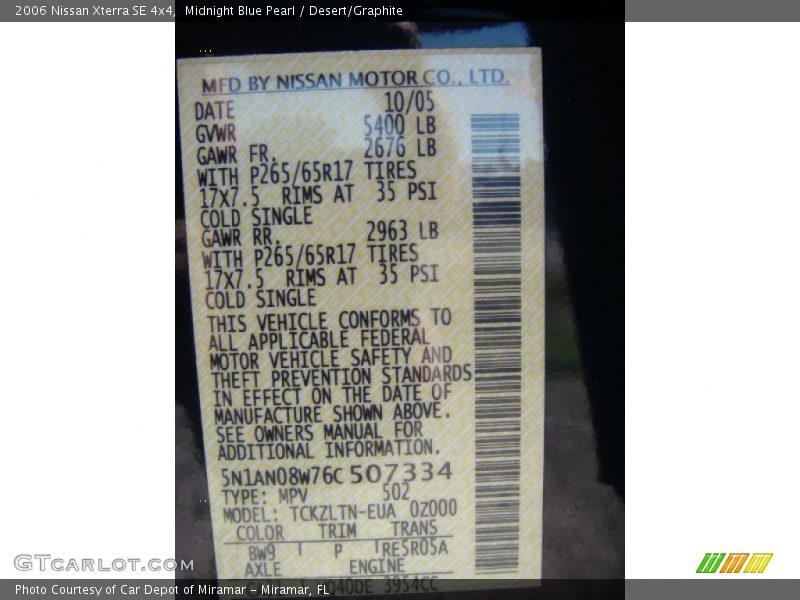 2006 Nissan Xterra SE 4x4, Midnight Blue Pearl / Desert/Graphite
MFD BY NISSAN MOTOR CO., LTD.
DATE 10/05
GVWR 5400 LB
GAWR FR. 2676 LB
WITH P265/65R17 TIRES
17X7.5 RIMS AT 35 PSI
COLD SINGLE
GAWR RR. 2963 LB
WITH P265/65R17 TIRES
17X7.5 RIMS AT 35 PSI
COLD SINGLE
THIS VEHICLE CONFORMS TO
ALL APPLICABLE FEDERAL
MOTOR VEHICLE SAFETY AND
THEFT PREVENTION STANDARDS
IN EFFECT ON THE DATE OF
MANUFACTURE SHOWN ABOVE.
SEE OWNERS MANUAL FOR
ADDITIONAL INFORMATION.
5N1AN08W76C507334
TYPE: MPV 502
MODEL: TCKZLTN-EUA 0Z000
COLOR TRIM TRANS
BW9 P RE5R05A
AXLE ENGINE
3954CC
GTCarLot.com
Photo Courtesy of Car Depot of Miramar - Miramar, FL